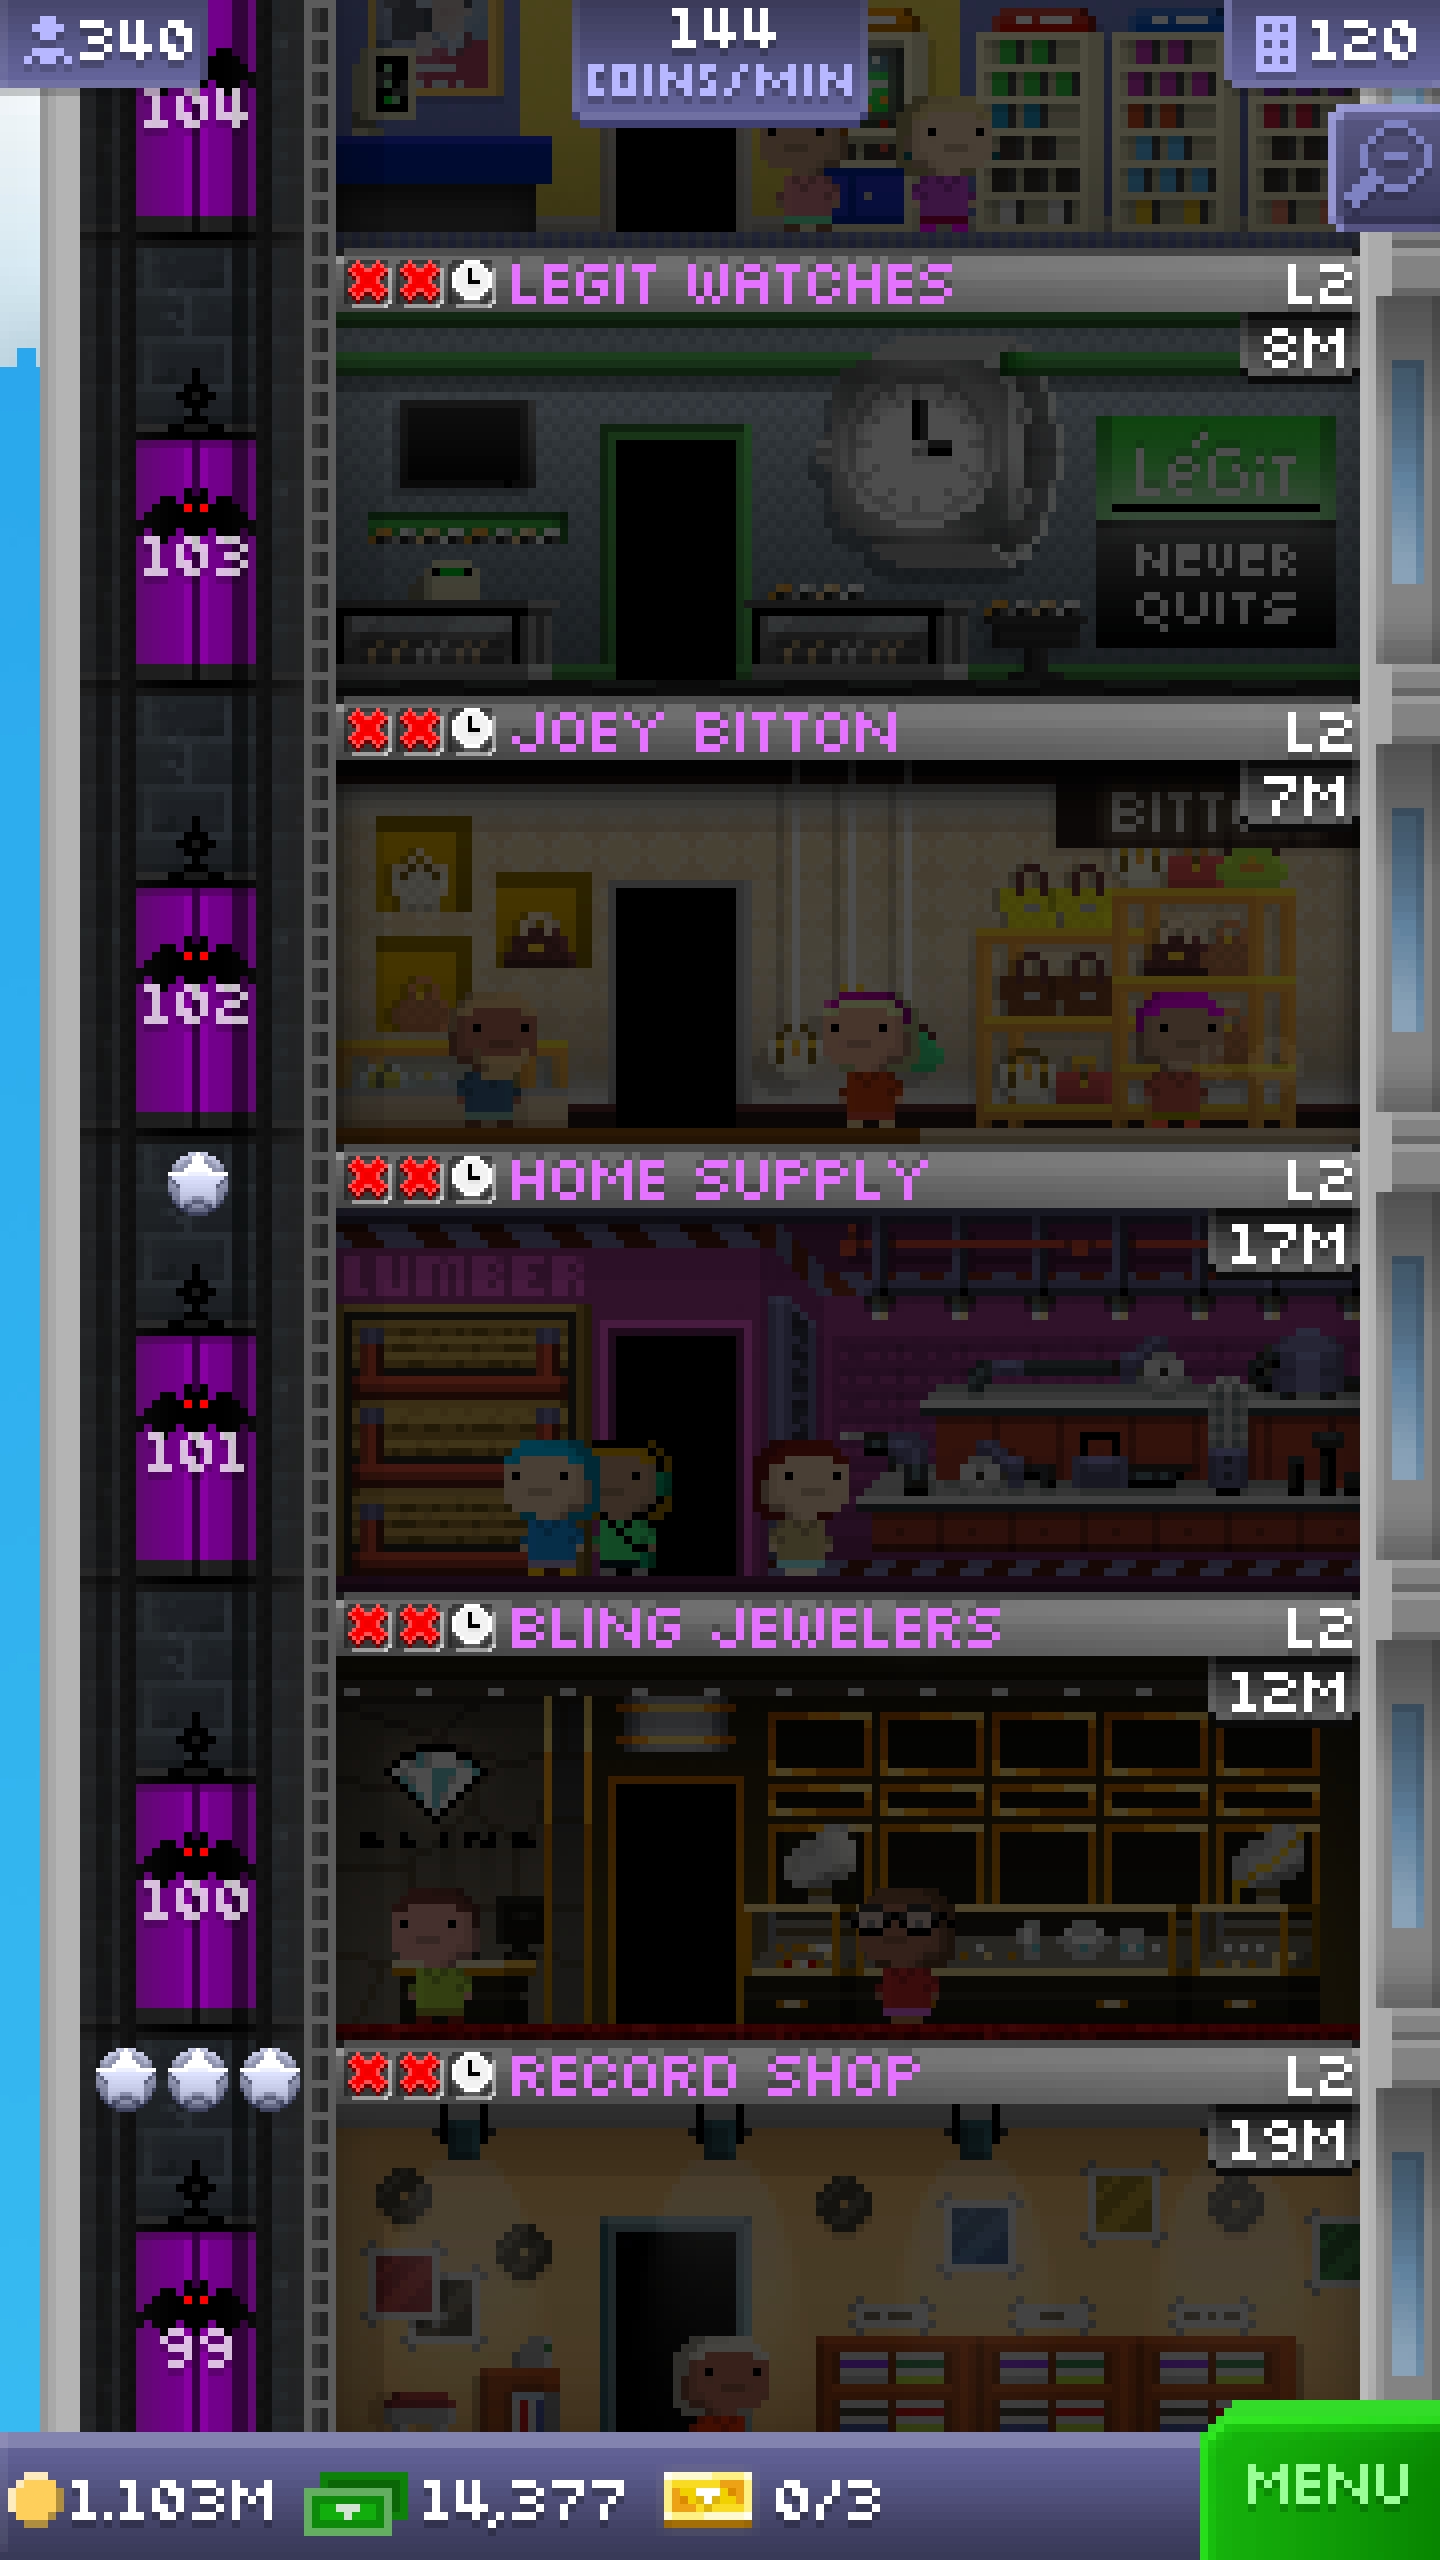 340
144
COINS/MIN
120
104
LEGIT WATCHES L2
8M
LéGiT
NEVER
QUITS
103
JOEY BITTON L2
7M
BITT
102
HOME SUPPLY L2
17M
LUMBER
101
BLING JEWELERS L2
12M
BLING
100
RECORD SHOP L2
19M
99
1.103M 14,377 0/3 MENU